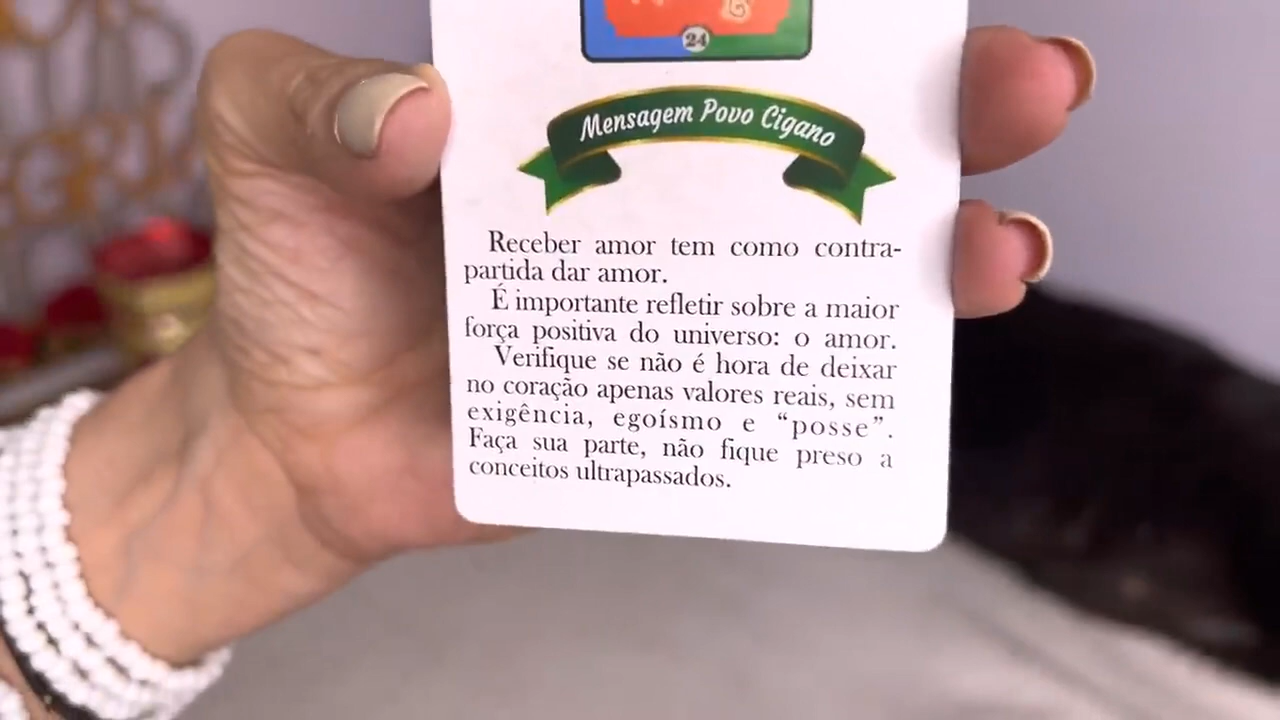 24
Mensagem Povo Cigano
Receber amor tem como contra-
partida dar amor.
É importante refletir sobre a maior
força positiva do universo: o amor.
Verifique se não é hora de deixar
no coração apenas valores reais, sem
exigência, egoísmo e “posse”.
Faça sua parte, não fique preso a
conceitos ultrapassados.